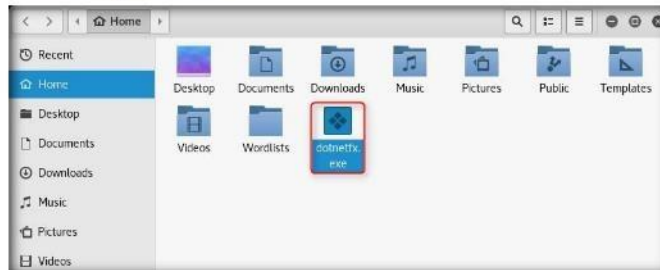 Home
Recent
Home
Desktop
Documents
Downloads
Music
Pictures
Videos
Desktop
Documents
Downloads
Music
Pictures
Public
Templates
Videos
Wordlists
dotnetfx.
exe